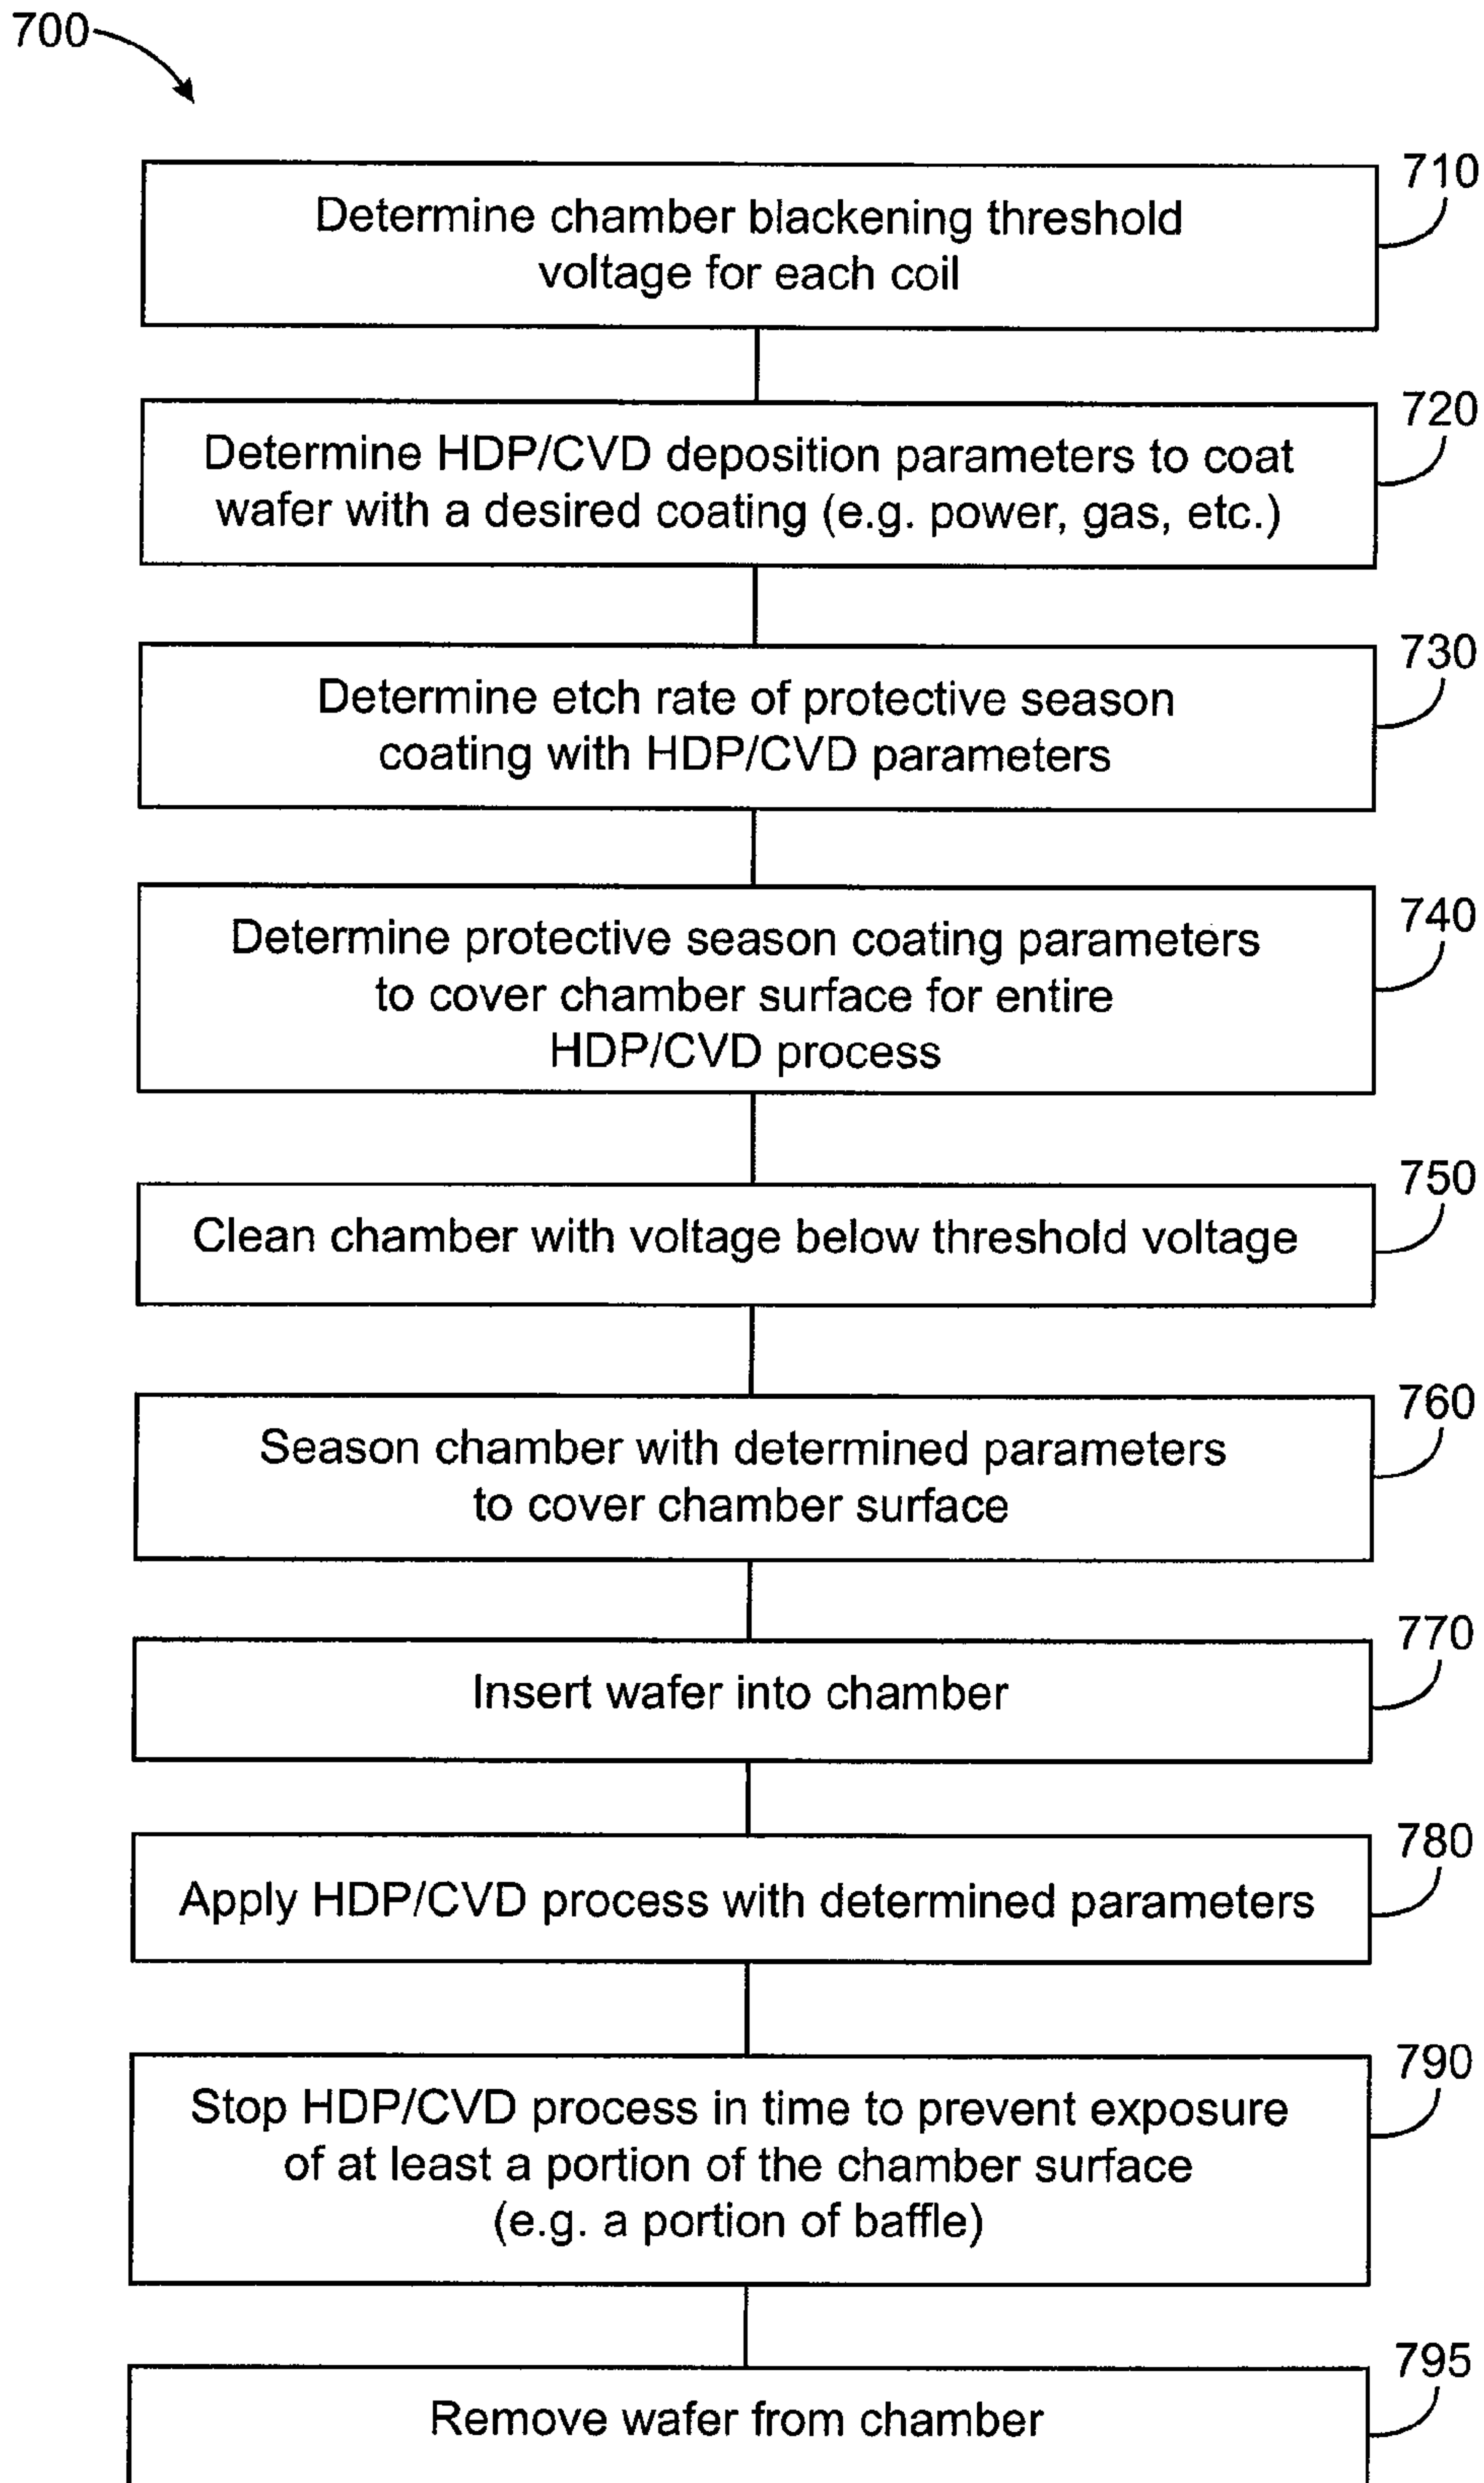 700
710
Determine chamber blackening threshold
voltage for each coil
720
Determine HDP/CVD deposition parameters to coat
wafer with a desired coating (e.g. power, gas, etc.)
730
Determine etch rate of protective season
coating with HDP/CVD parameters
740
Determine protective season coating parameters
to cover chamber surface for entire
HDP/CVD process
750
Clean chamber with voltage below threshold voltage
760
Season chamber with determined parameters
to cover chamber surface
770
Insert wafer into chamber
780
Apply HDP/CVD process with determined parameters
790
Stop HDP/CVD process in time to prevent exposure
of at least a portion of the chamber surface
(e.g. a portion of baffle)
795
Remove wafer from chamber